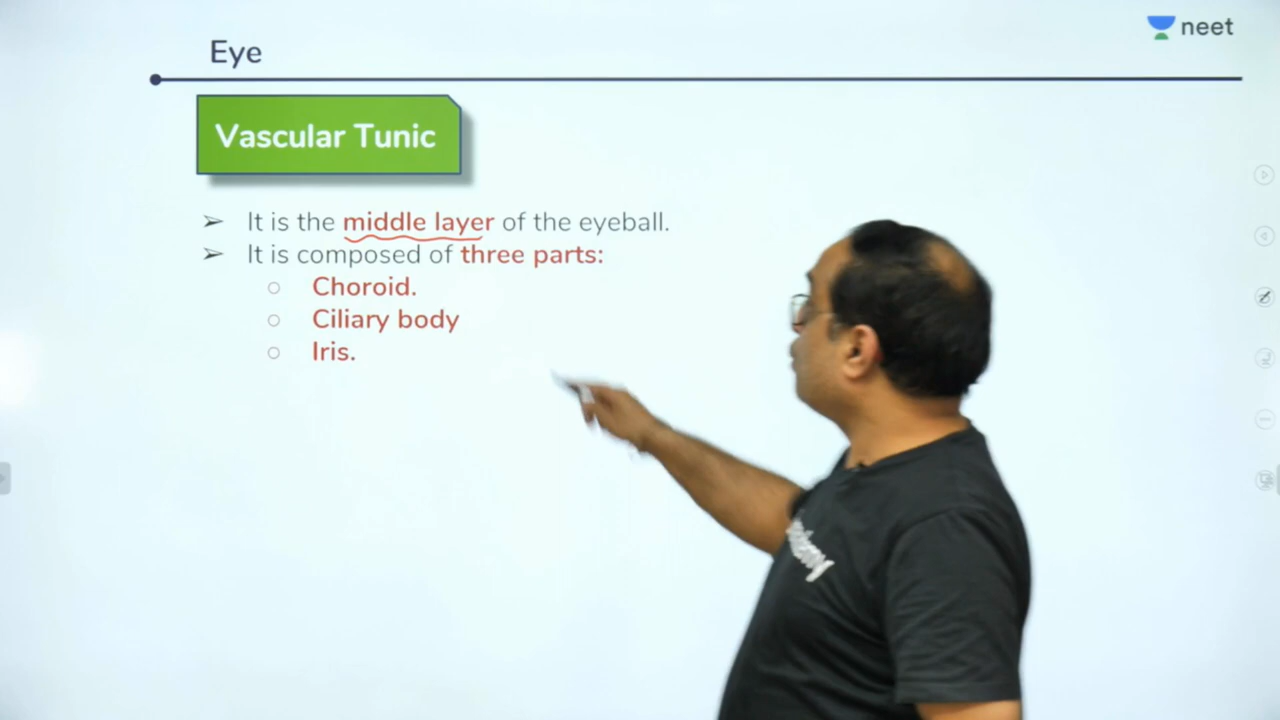 neet
Eye
Vascular Tunic
➢ It is the middle layer of the eyeball.
➢ It is composed of three parts:
○ Choroid.
○ Ciliary body
○ Iris.